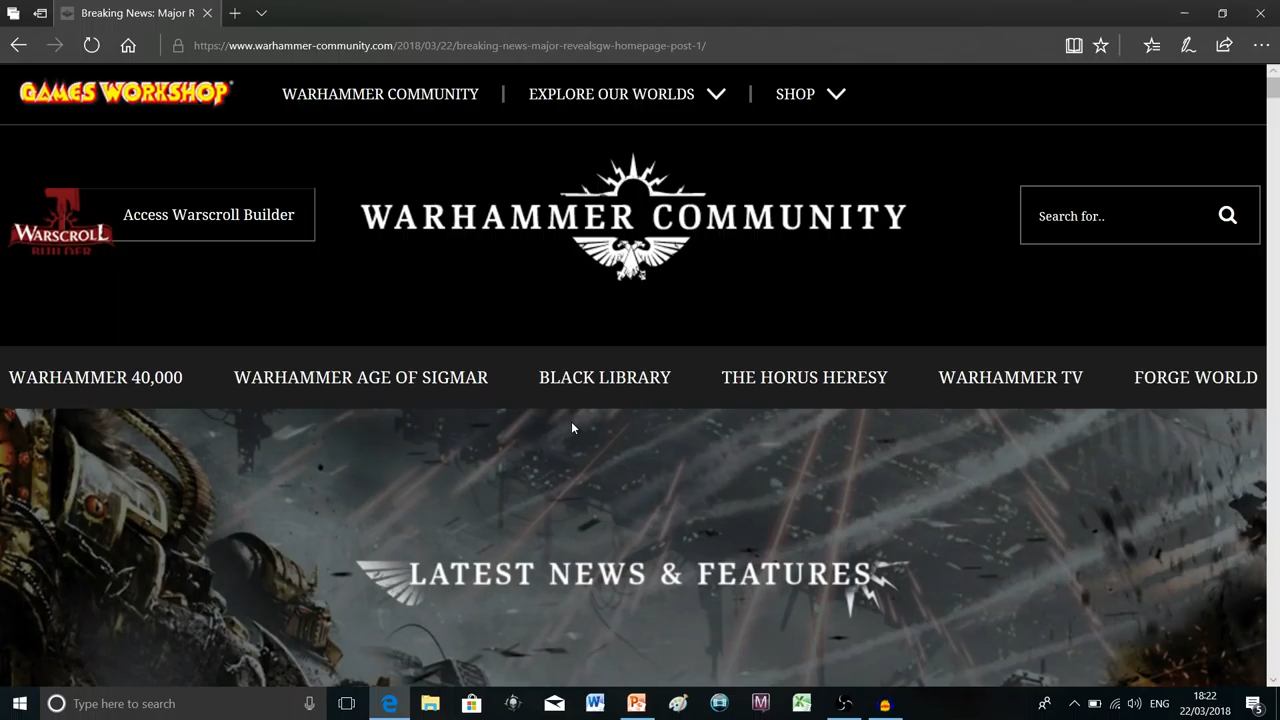 Breaking News: Major R
https://www.warhammer-community.com/2018/03/22/breaking-news-major-revealsgw-homepage-post-1/
GAMES WORKSHOP
WARHAMMER COMMUNITY
EXPLORE OUR WORLDS
SHOP
WARSCROLL
BUILDER
Access Warscroll Builder
WARHAMMER COMMUNITY
Search for..
WARHAMMER 40,000
WARHAMMER AGE OF SIGMAR
BLACK LIBRARY
THE HORUS HERESY
WARHAMMER TV
FORGE WORLD
LATEST NEWS & FEATURES
Type here to search
ENG
18:22
22/03/2018
5